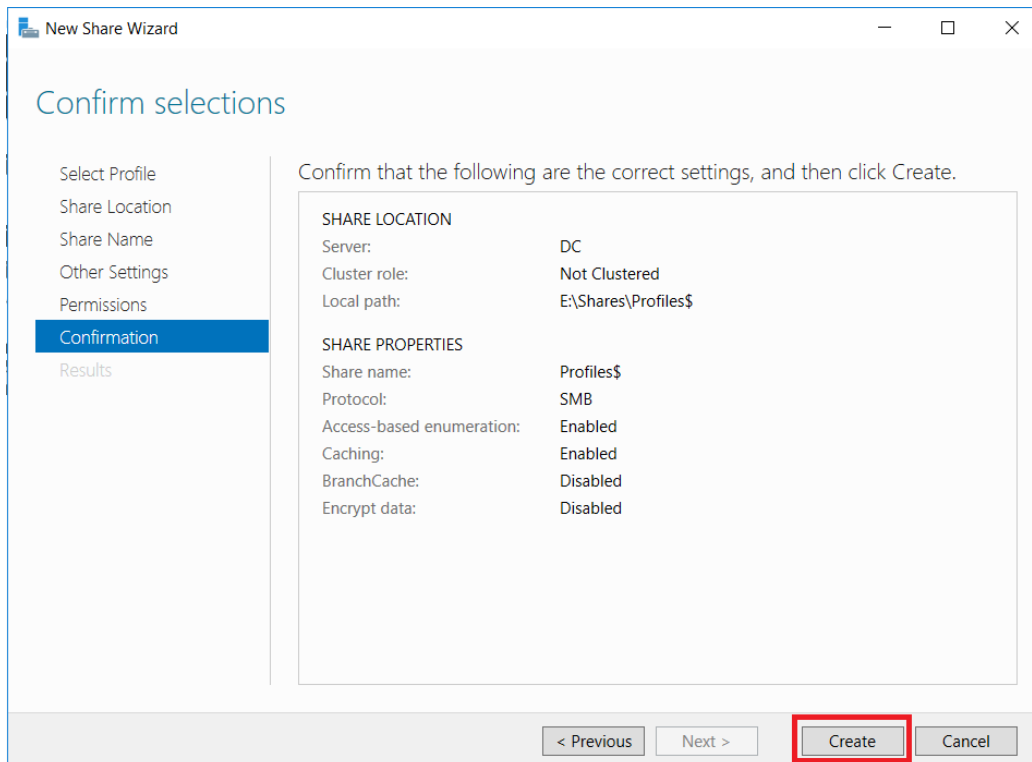 New Share Wizard
Confirm selections
Select Profile
Share Location
Share Name
Other Settings
Permissions
Confirmation
Results
Confirm that the following are the correct settings, and then click Create.
SHARE LOCATION
Server: DC
Cluster role: Not Clustered
Local path: E:\Shares\Profiles$
SHARE PROPERTIES
Share name: Profiles$
Protocol: SMB
Access-based enumeration: Enabled
Caching: Enabled
BranchCache: Disabled
Encrypt data: Disabled
< Previous Next > Create Cancel